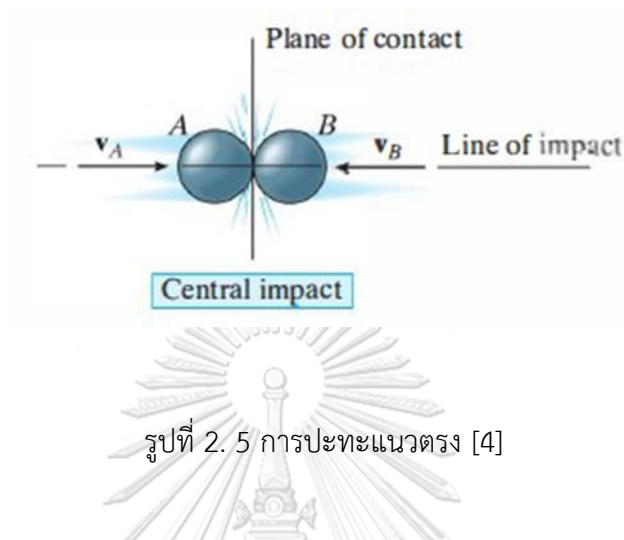 Plane of contact
A
B
v_A
v_B
Line of impact
Central impact
รูปที่ 2. 5 การปะทะแนวตรง [4]